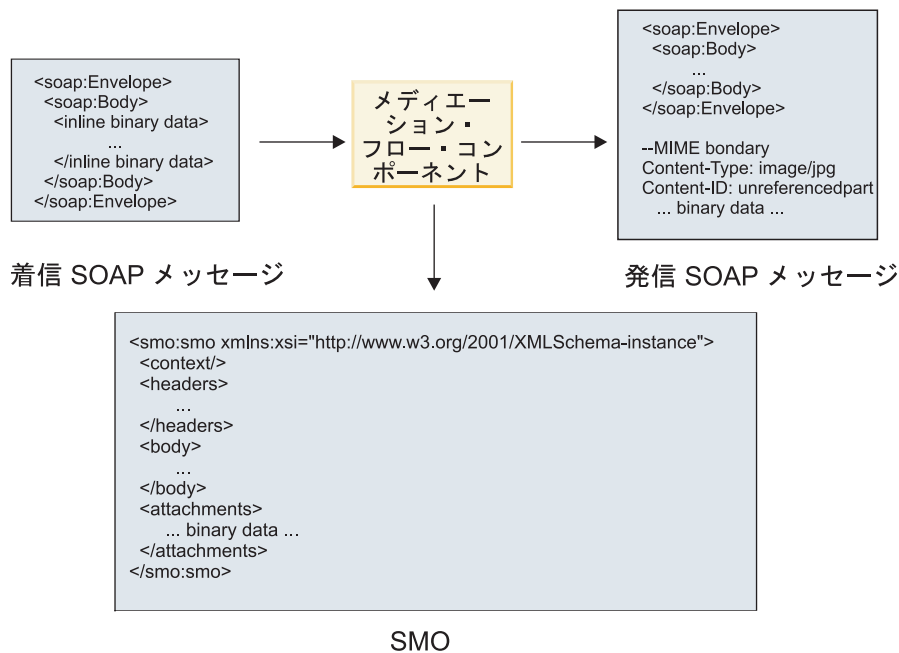 <soap:Envelope>
<soap:Body>
<inline binary data>
...
</inline binary data>
</soap:Body>
</soap:Envelope>
着信 SOAP メッセージ
メディエー
ション・
フロー・コン
ポーネント
<soap:Envelope>
<soap:Body>
...
</soap:Body>
</soap:Envelope>
--MIME bondary
Content-Type: image/jpg
Content-ID: unreferencedpart
... binary data ...
発信 SOAP メッセージ
<smo:smo xmlns:xsi="http://www.w3.org/2001/XMLSchema-instance">
<context/>
<headers>
...
</headers>
<body>
...
</body>
<attachments>
... binary data ...
</attachments>
</smo:smo>
SMO